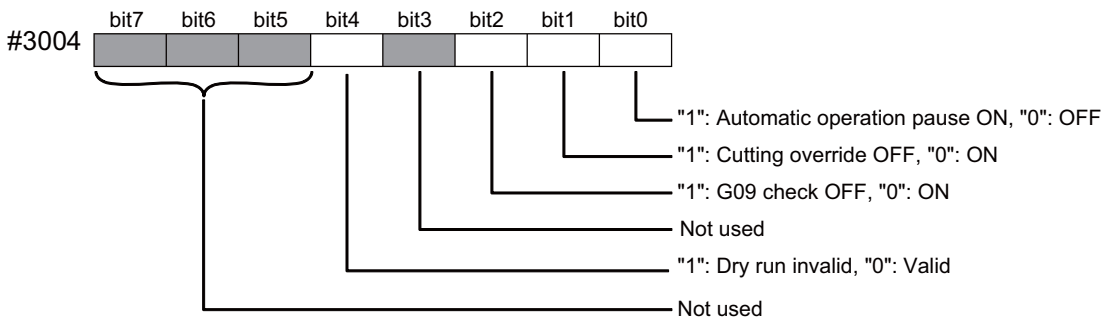 bit7 bit6 bit5 bit4 bit3 bit2 bit1 bit0
#3004
"1": Automatic operation pause ON, "0": OFF
"1": Cutting override OFF, "0": ON
"1": G09 check OFF, "0": ON
Not used
"1": Dry run invalid, "0": Valid
Not used